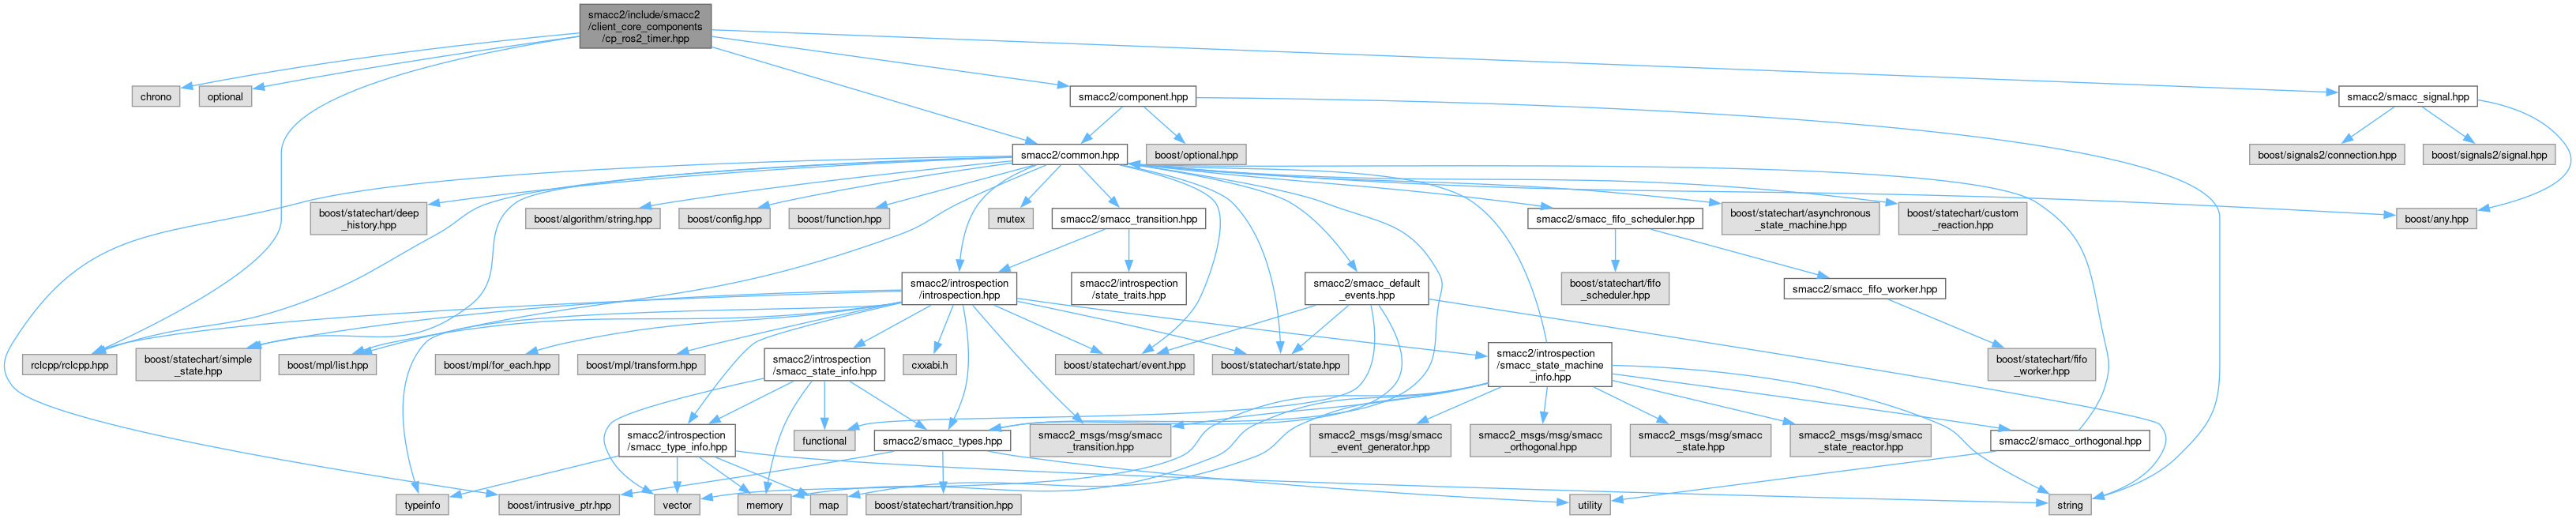 smacc2/include/smacc2
/client_core_components
/cp_ros2_timer.hpp
chrono
optional
smacc2/component.hpp
smacc2/smacc_signal.hpp
smacc2/common.hpp
boost/optional.hpp
boost/signals2/connection.hpp
boost/signals2/signal.hpp
boost/statechart/deep
_history.hpp
boost/algorithm/string.hpp
boost/config.hpp
boost/function.hpp
mutex
smacc2/smacc_transition.hpp
smacc2/smacc_fifo_scheduler.hpp
boost/statechart/asynchronous
_state_machine.hpp
boost/statechart/custom
_reaction.hpp
boost/any.hpp
smacc2/introspection
/introspection.hpp
smacc2/introspection
/state_traits.hpp
smacc2/smacc_default
_events.hpp
boost/statechart/fifo
_scheduler.hpp
smacc2/smacc_fifo_worker.hpp
rclcpp/rclcpp.hpp
boost/statechart/simple
_state.hpp
boost/mpl/list.hpp
boost/mpl/for_each.hpp
boost/mpl/transform.hpp
smacc2/introspection
/smacc_state_info.hpp
cxxabi.h
boost/statechart/event.hpp
boost/statechart/state.hpp
smacc2/introspection
/smacc_state_machine
_info.hpp
boost/statechart/fifo
_worker.hpp
smacc2/introspection
/smacc_type_info.hpp
functional
smacc2/smacc_types.hpp
smacc2_msgs/msg/smacc
_transition.hpp
smacc2_msgs/msg/smacc
_event_generator.hpp
smacc2_msgs/msg/smacc
_orthogonal.hpp
smacc2_msgs/msg/smacc
_state.hpp
smacc2_msgs/msg/smacc
_state_reactor.hpp
smacc2/smacc_orthogonal.hpp
typeinfo
boost/intrusive_ptr.hpp
vector
memory
map
boost/statechart/transition.hpp
utility
string